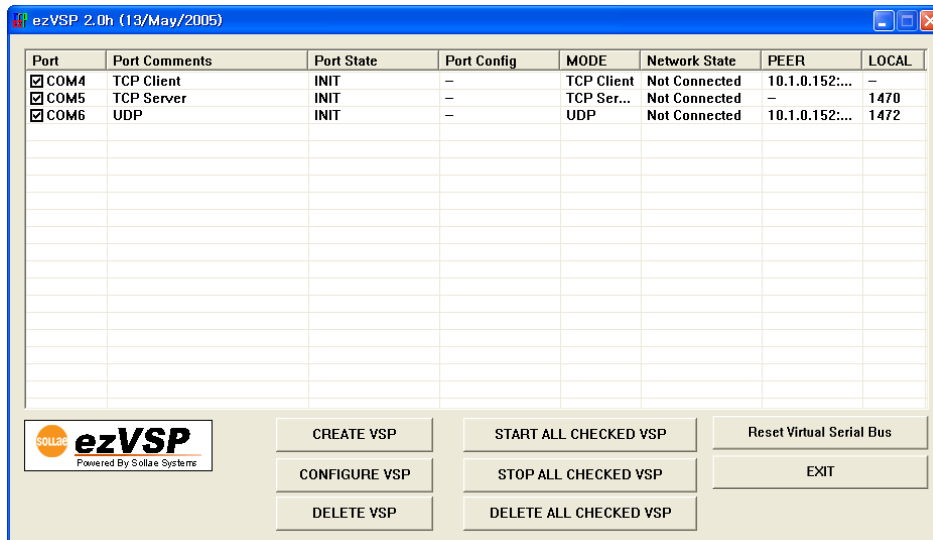 ezVSP 2.0h (13/May/2005)
Port Port Comments Port State Port Config MODE Network State PEER LOCAL
COM4 TCP Client INIT – TCP Client Not Connected 10.1.0.152:... –
COM5 TCP Server INIT – TCP Ser... Not Connected – 1470
COM6 UDP INIT – UDP Not Connected 10.1.0.152:... 1472
SOLLAE ezVSP
Powered By Sollae Systems
CREATE VSP START ALL CHECKED VSP Reset Virtual Serial Bus
CONFIGURE VSP STOP ALL CHECKED VSP EXIT
DELETE VSP DELETE ALL CHECKED VSP